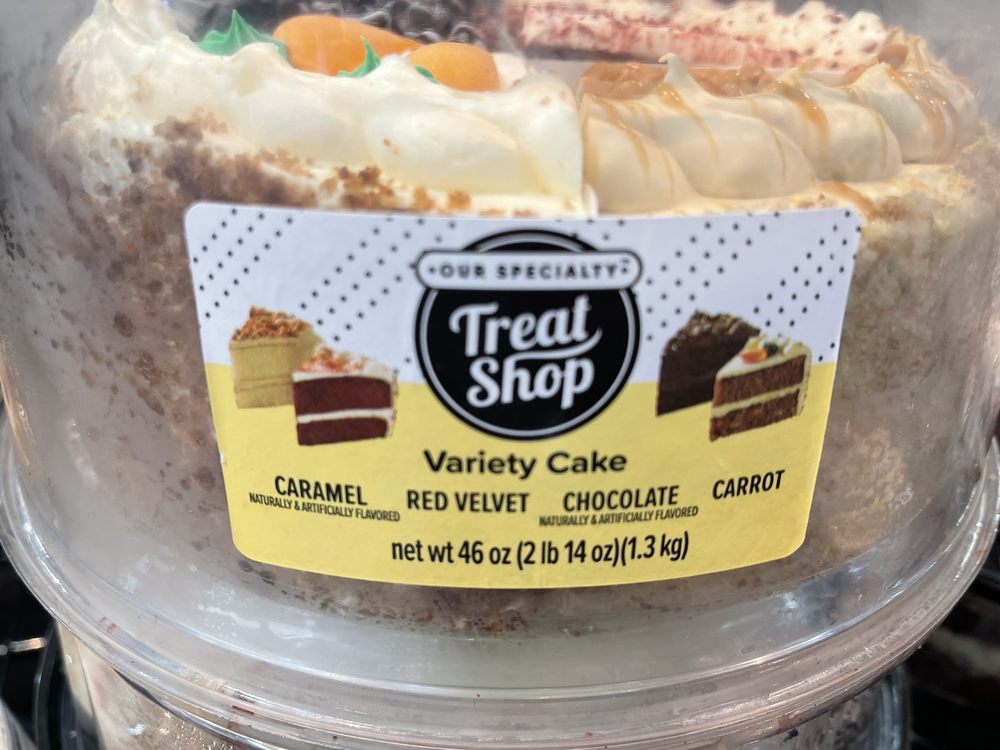 • OUR SPECIALTY™ •
Treat
Shop
Variety Cake
CARAMEL
NATURALLY & ARTIFICIALLY FLAVORED
RED VELVET
CHOCOLATE
NATURALLY & ARTIFICIALLY FLAVORED
CARROT
net wt 46 oz (2 lb 14 oz)(1.3 kg)